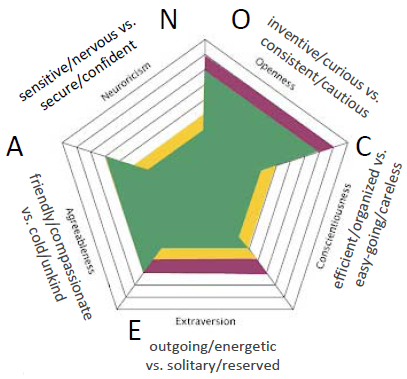 N
O
sensitive/nervous vs.
secure/confident
inventive/curious vs.
consistent/cautious
Neuroricism
Openness
A
C
friendly/compassionate
vs. cold/unkind
Agreeableness
Conscientiousness
efficient/organized vs.
easy-going/careless
Extraversion
E
outgoing/energetic
vs. solitary/reserved